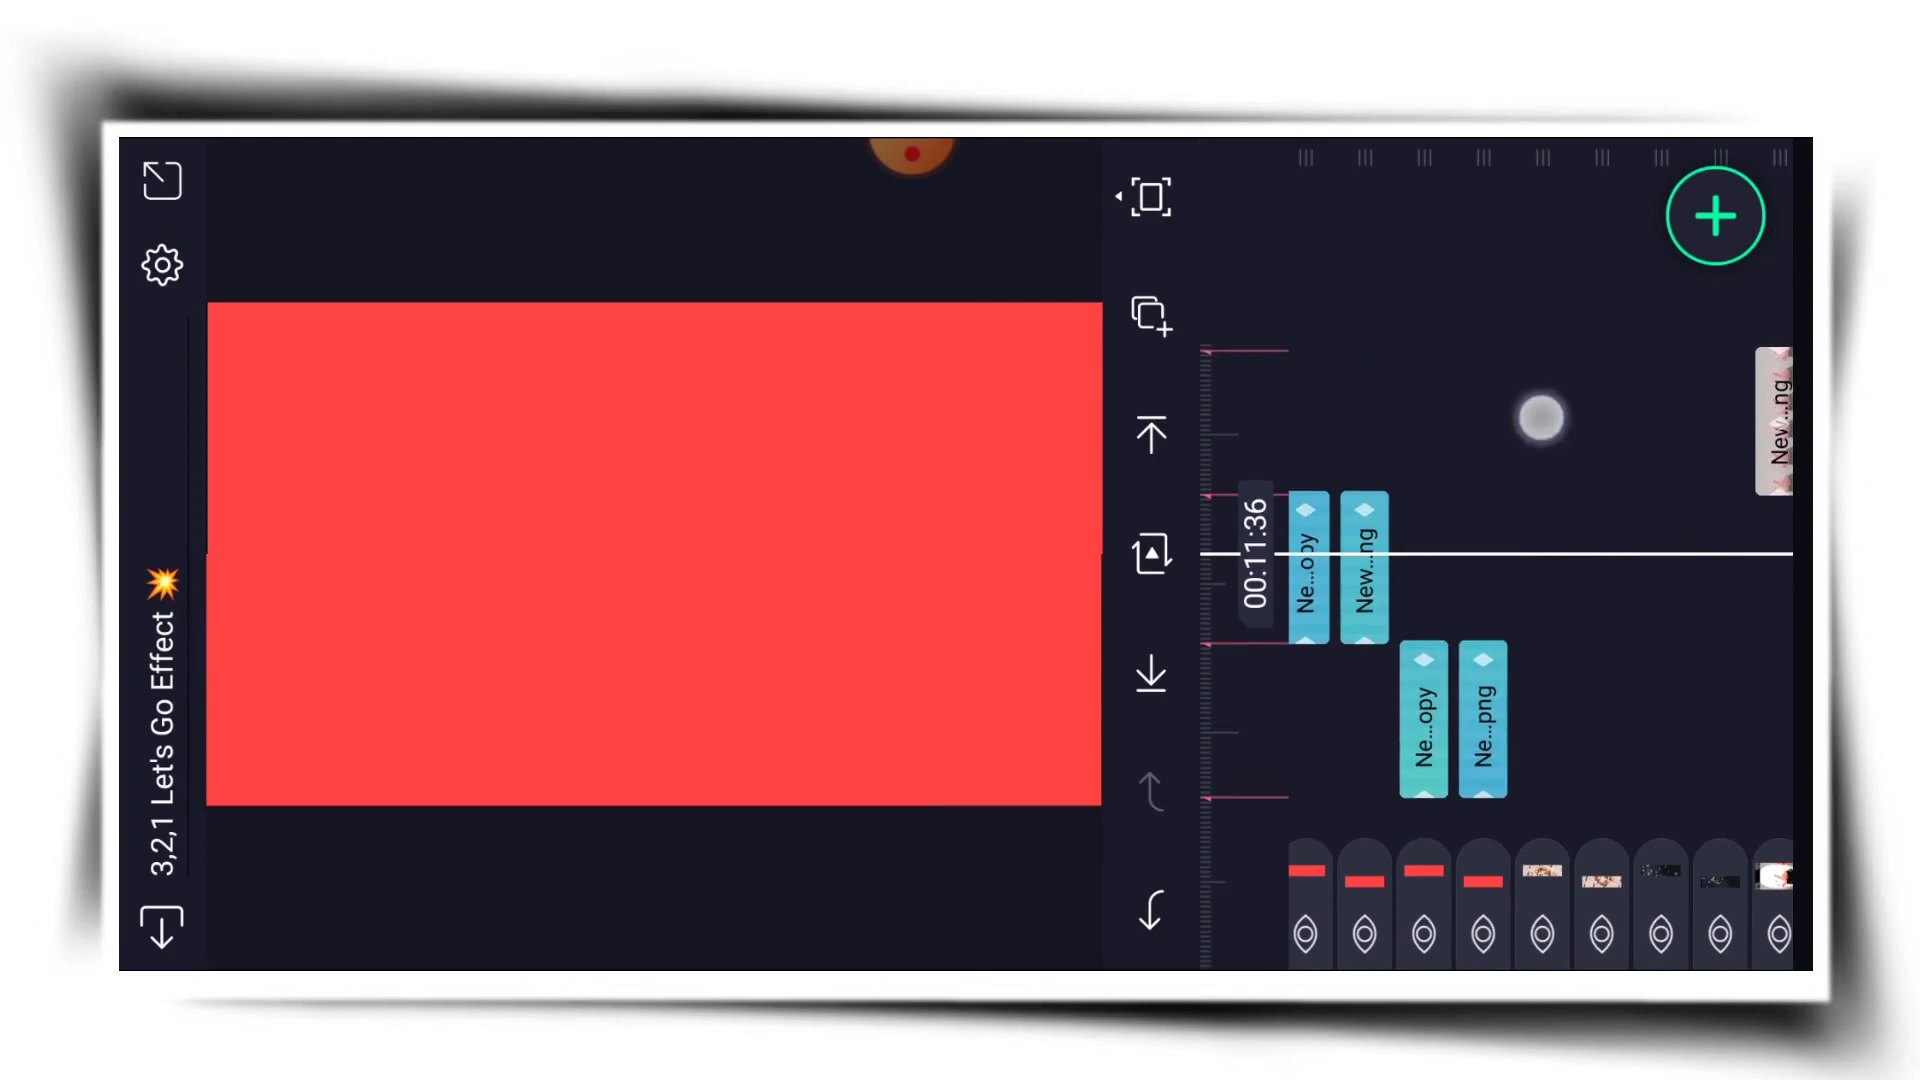 3,2,1 Let's Go Effect 💥
00:11:36
Ne...opy
New...ng
Ne...opy
Ne...png
New...ng